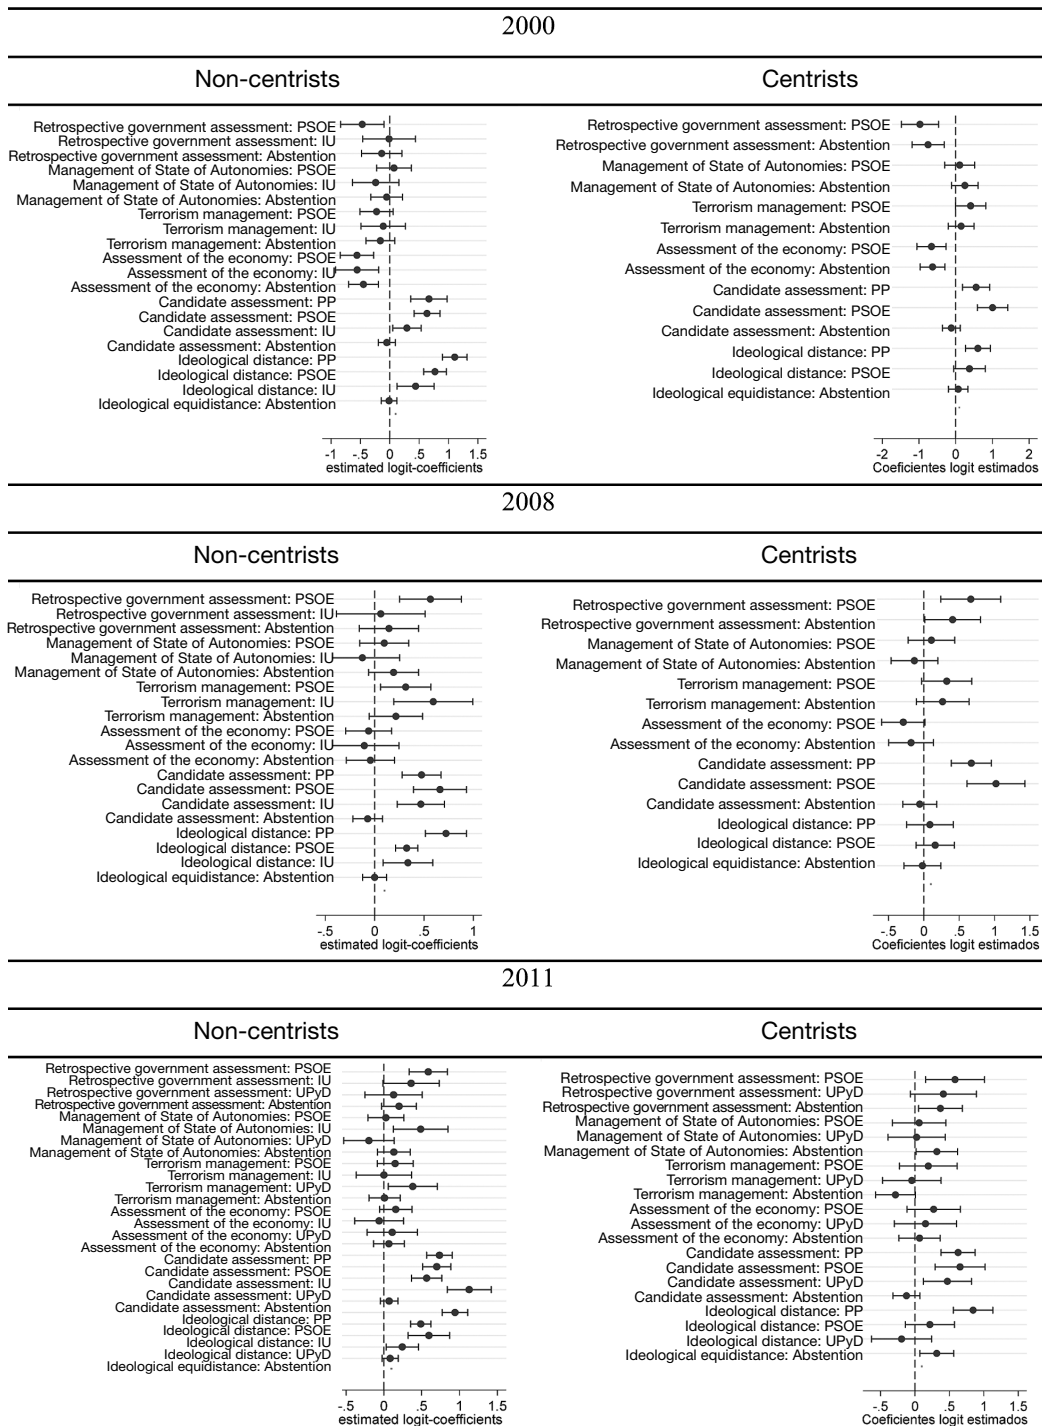 2000
Non-centrists
Retrospective government assessment: PSOE
Retrospective government assessment: IU
Retrospective government assessment: Abstention
Management of State of Autonomies: PSOE
Management of State of Autonomies: IU
Management of State of Autonomies: Abstention
Terrorism management: PSOE
Terrorism management: IU
Terrorism management: Abstention
Assessment of the economy: PSOE
Assessment of the economy: IU
Assessment of the economy: Abstention
Candidate assessment: PP
Candidate assessment: PSOE
Candidate assessment: IU
Candidate assessment: Abstention
Ideological distance: PP
Ideological distance: PSOE
Ideological distance: IU
Ideological equidistance: Abstention
-1 -.5 0 .5 1 1.5
estimated logit-coefficients
Centrists
Retrospective government assessment: PSOE
Retrospective government assessment: Abstention
Management of State of Autonomies: PSOE
Management of State of Autonomies: Abstention
Terrorism management: PSOE
Terrorism management: Abstention
Assessment of the economy: PSOE
Assessment of the economy: Abstention
Candidate assessment: PP
Candidate assessment: PSOE
Candidate assessment: Abstention
Ideological distance: PP
Ideological distance: PSOE
Ideological equidistance: Abstention
-2 -1 0 1 2
Coeficientes logit estimados
2008
Non-centrists
Retrospective government assessment: PSOE
Retrospective government assessment: IU
Retrospective government assessment: Abstention
Management of State of Autonomies: PSOE
Management of State of Autonomies: IU
Management of State of Autonomies: Abstention
Terrorism management: PSOE
Terrorism management: IU
Terrorism management: Abstention
Assessment of the economy: PSOE
Assessment of the economy: IU
Assessment of the economy: Abstention
Candidate assessment: PP
Candidate assessment: PSOE
Candidate assessment: IU
Candidate assessment: Abstention
Ideological distance: PP
Ideological distance: PSOE
Ideological distance: IU
Ideological equidistance: Abstention
-.5 0 .5 1
estimated logit-coefficients
Centrists
Retrospective government assessment: PSOE
Retrospective government assessment: Abstention
Management of State of Autonomies: PSOE
Management of State of Autonomies: Abstention
Terrorism management: PSOE
Terrorism management: Abstention
Assessment of the economy: PSOE
Assessment of the economy: Abstention
Candidate assessment: PP
Candidate assessment: PSOE
Candidate assessment: Abstention
Ideological distance: PP
Ideological distance: PSOE
Ideological equidistance: Abstention
-.5 0 .5 1 1.5
Coeficientes logit estimados
2011
Non-centrists
Retrospective government assessment: PSOE
Retrospective government assessment: IU
Retrospective government assessment: UPyD
Retrospective government assessment: Abstention
Management of State of Autonomies: PSOE
Management of State of Autonomies: IU
Management of State of Autonomies: UPyD
Management of State of Autonomies: Abstention
Terrorism management: PSOE
Terrorism management: IU
Terrorism management: UPyD
Terrorism management: Abstention
Assessment of the economy: PSOE
Assessment of the economy: IU
Assessment of the economy: UPyD
Assessment of the economy: Abstention
Candidate assessment: PP
Candidate assessment: PSOE
Candidate assessment: IU
Candidate assessment: UPyD
Candidate assessment: Abstention
Ideological distance: PP
Ideological distance: PSOE
Ideological distance: IU
Ideological distance: UPyD
Ideological equidistance: Abstention
-.5 0 .5 1 1.5
estimated logit-coefficients
Centrists
Retrospective government assessment: PSOE
Retrospective government assessment: UPyD
Retrospective government assessment: Abstention
Management of State of Autonomies: PSOE
Management of State of Autonomies: UPyD
Management of State of Autonomies: Abstention
Terrorism management: PSOE
Terrorism management: UPyD
Terrorism management: Abstention
Assessment of the economy: PSOE
Assessment of the economy: UPyD
Assessment of the economy: Abstention
Candidate assessment: PP
Candidate assessment: PSOE
Candidate assessment: UPyD
Candidate assessment: Abstention
Ideological distance: PP
Ideological distance: PSOE
Ideological distance: UPyD
Ideological equidistance: Abstention
-.5 0 .5 1 1.5
Coeficientes logit estimados